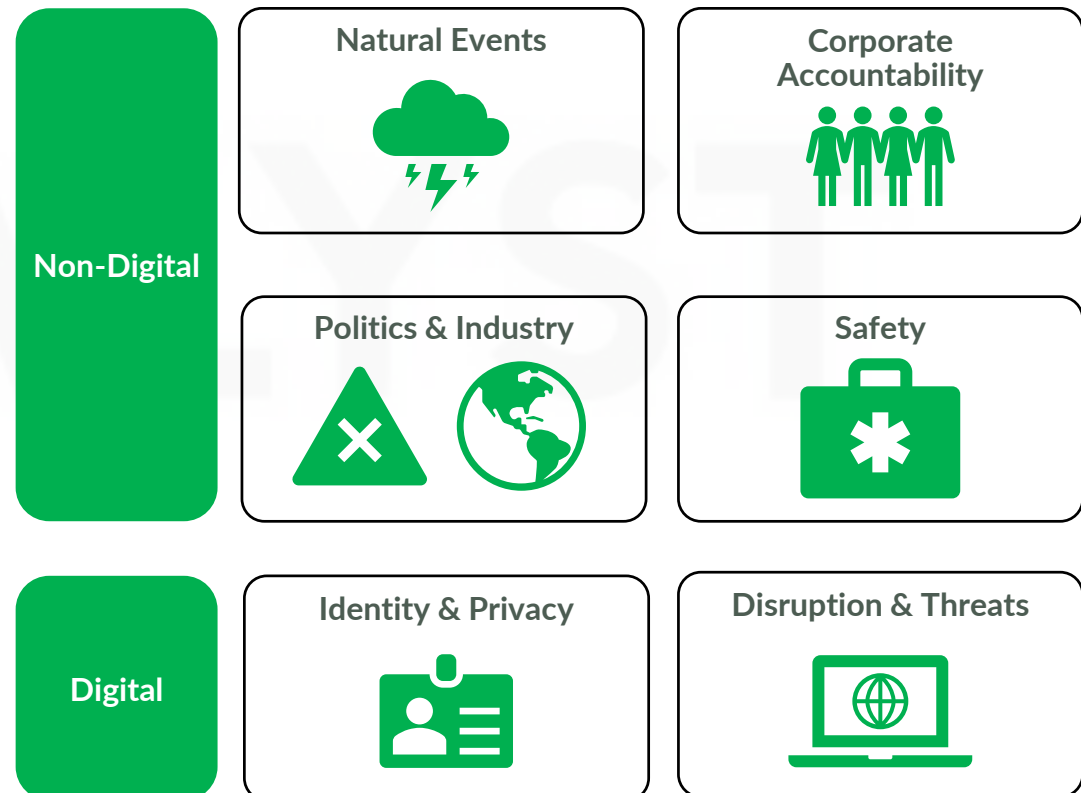 Natural Events
Corporate
Accountability
Non-Digital
Politics & Industry
Safety
Identity & Privacy
Disruption & Threats
Digital